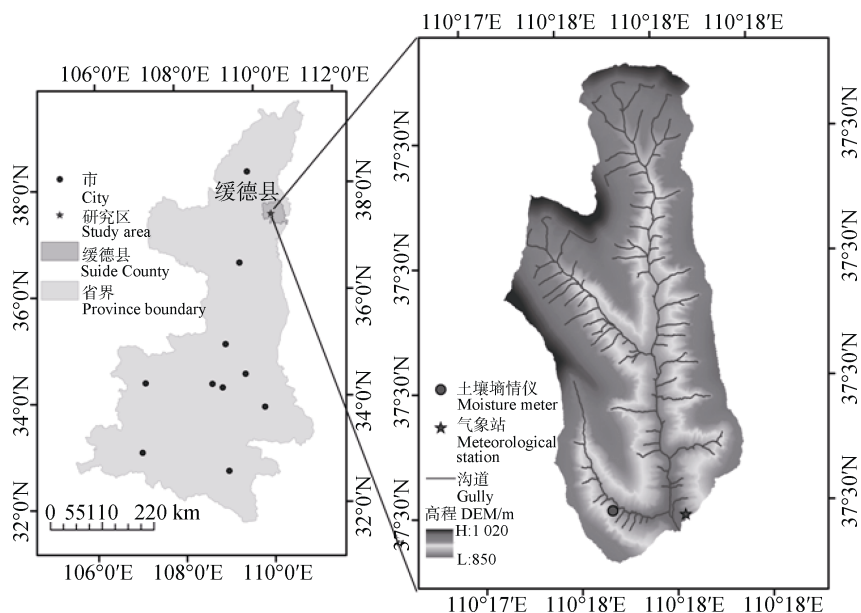 106°0′0″E 108°0′E 110°0′E 112°0′E
38°0′N
36°0′N
34°0′N
32°0′N
缓德县
市
City
研究区
Study area
缓德县
Suide County
省界
Province boundary
0 55110 220 km
38°0′N
36°0′N
34°0′N
32°0′N
106°0′E 108°0′E 110°0′E
110°17′E 110°18′E 110°18′E 110°18′E
37°30′N
37°30′N
37°30′N
37°30′N
土壤墒情仪
Moisture meter
气象站
Meteorological
station
沟道
Gully
高程 DEM/m
H:1 020
L:850
37°30′N
37°30′N
37°30′N
37°30′N
110°17′E 110°18′E 110°18′E 110°18′E